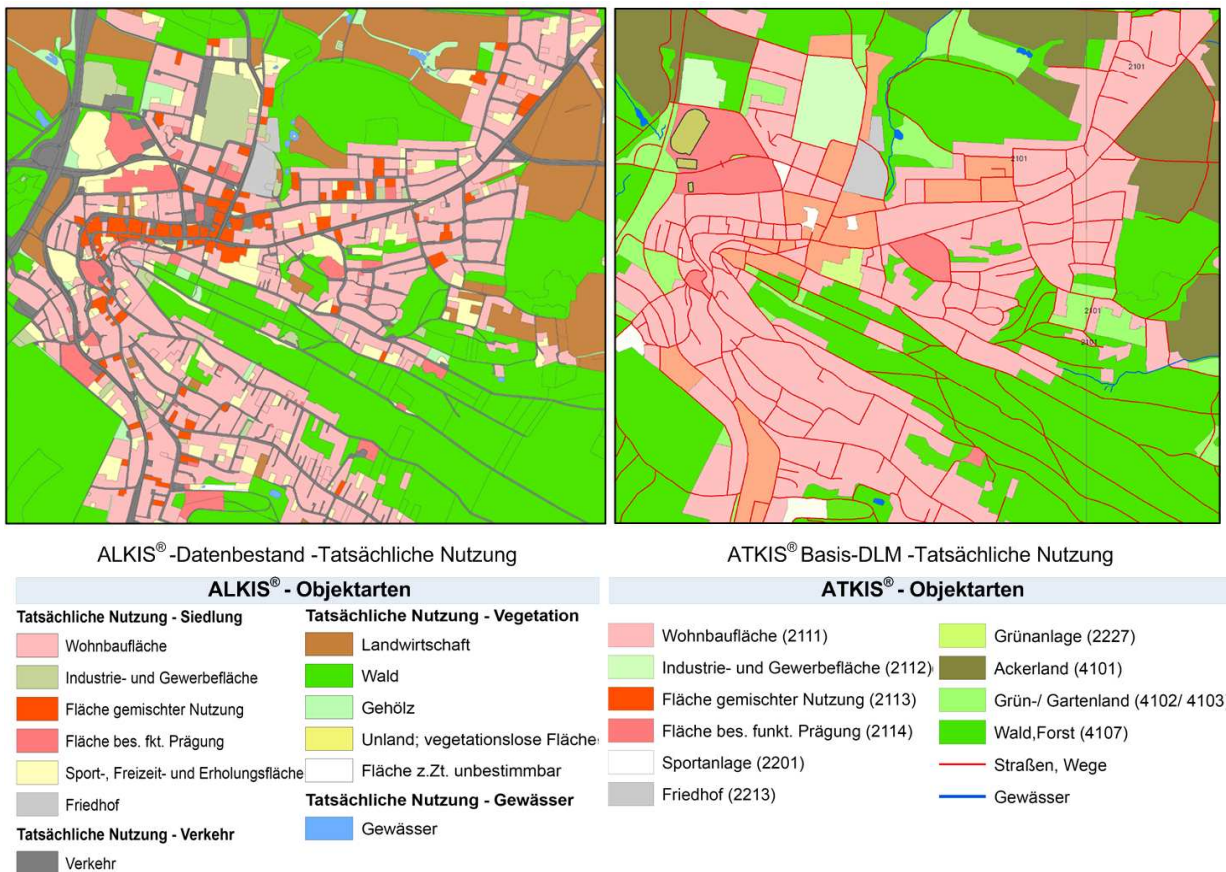 2101
2101
2101
2101
ALKIS® -Datenbestand -Tatsächliche Nutzung
ALKIS® - Objektarten
Tatsächliche Nutzung - Siedlung
Wohnbaufläche
Industrie- und Gewerbefläche
Fläche gemischter Nutzung
Fläche bes. fkt. Prägung
Sport-, Freizeit- und Erholungsfläche
Friedhof
Tatsächliche Nutzung - Verkehr
Verkehr
Tatsächliche Nutzung - Vegetation
Landwirtschaft
Wald
Gehölz
Unland; vegetationslose Fläche
Fläche z.Zt. unbestimmbar
Tatsächliche Nutzung - Gewässer
Gewässer
ATKIS® Basis-DLM -Tatsächliche Nutzung
ATKIS® - Objektarten
Wohnbaufläche (2111)
Industrie- und Gewerbefläche (2112)
Fläche gemischter Nutzung (2113)
Fläche bes. funkt. Prägung (2114)
Sportanlage (2201)
Friedhof (2213)
Grünanlage (2227)
Ackerland (4101)
Grün-/ Gartenland (4102/ 4103)
Wald,Forst (4107)
Straßen, Wege
Gewässer